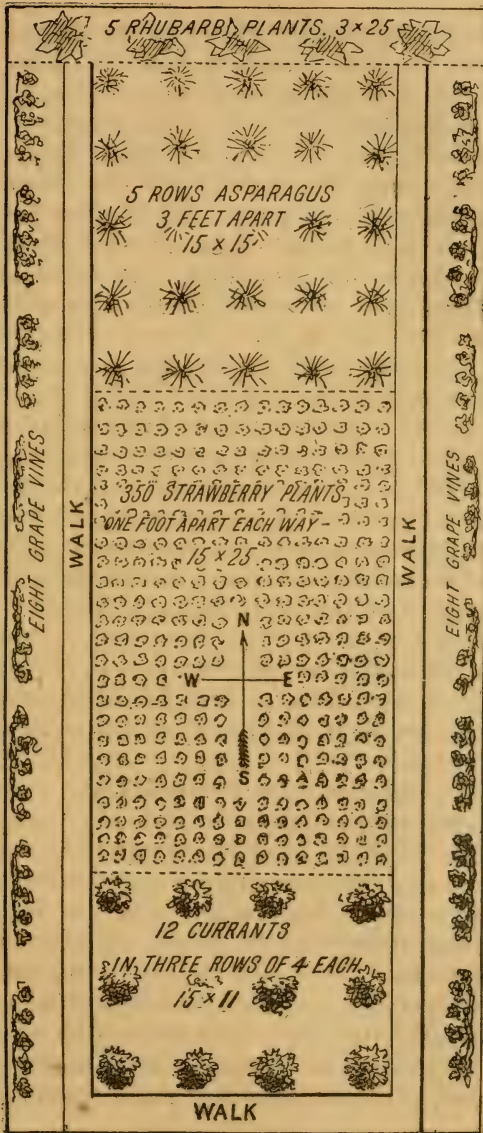 5 RHUBARB PLANTS, 3×25
5 ROWS ASPARAGUS
3 FEET APART
15 × 15
350 STRAWBERRY PLANTS
ONE FOOT APART EACH WAY –
15 × 25
EIGHT GRAPE VINES
WALK
WALK
EIGHT GRAPE VINES
N
W E
S
12 CURRANTS
IN THREE ROWS OF 4 EACH
15 × 11
WALK